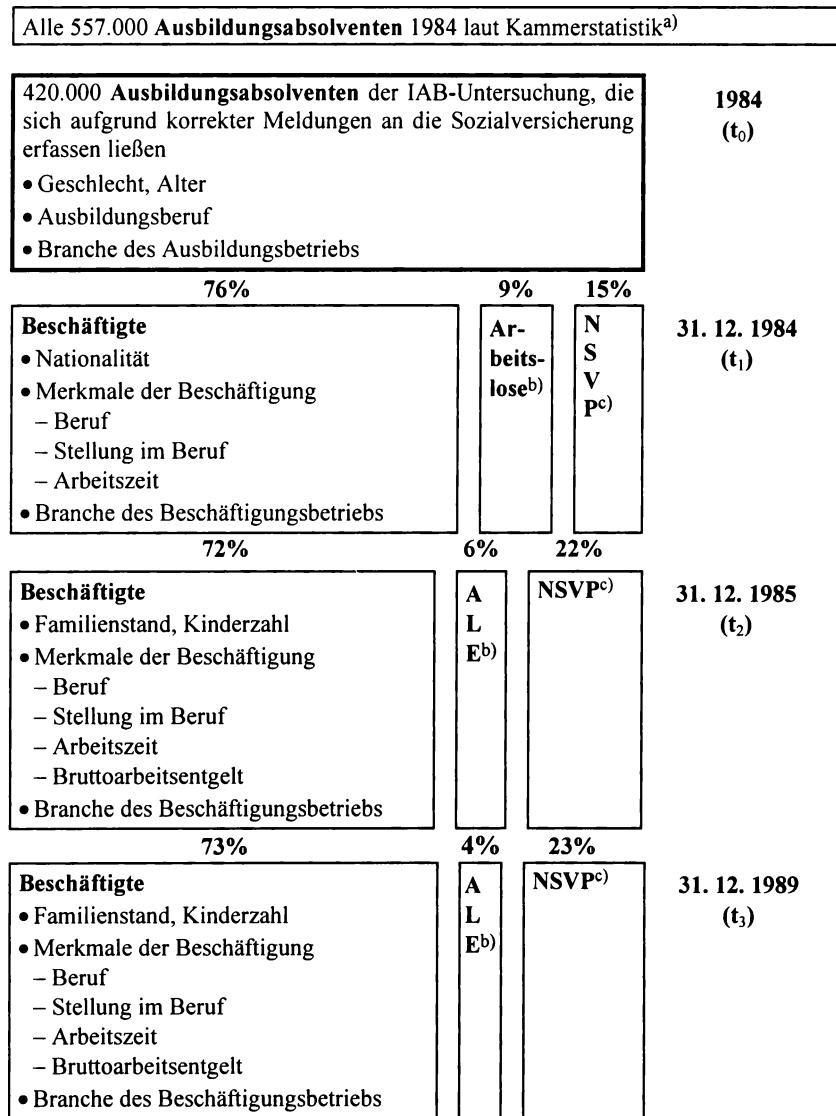 Alle 557.000 Ausbildungsabsolventen 1984 laut Kammerstatistik a)
420.000 Ausbildungsabsolventen der IAB-Untersuchung, die
sich aufgrund korrekter Meldungen an die Sozialversicherung
erfassen ließen
• Geschlecht, Alter
• Ausbildungsberuf
• Branche des Ausbildungsbetriebs
1984
(t0)
76% 9% 15%
Beschäftigte
• Nationalität
• Merkmale der Beschäftigung
– Beruf
– Stellung im Beruf
– Arbeitszeit
• Branche des Beschäftigungsbetriebs
Ar-
beits-
lose b)
N
S
V
P c)
31. 12. 1984
(t1)
72% 6% 22%
Beschäftigte
• Familienstand, Kinderzahl
• Merkmale der Beschäftigung
– Beruf
– Stellung im Beruf
– Arbeitszeit
– Bruttoarbeitsentgelt
• Branche des Beschäftigungsbetriebs
A
L
E b)
NSVP c)
31. 12. 1985
(t2)
73% 4% 23%
Beschäftigte
• Familienstand, Kinderzahl
• Merkmale der Beschäftigung
– Beruf
– Stellung im Beruf
– Arbeitszeit
– Bruttoarbeitsentgelt
• Branche des Beschäftigungsbetriebs
A
L
E b)
NSVP c)
31. 12. 1989
(t3)